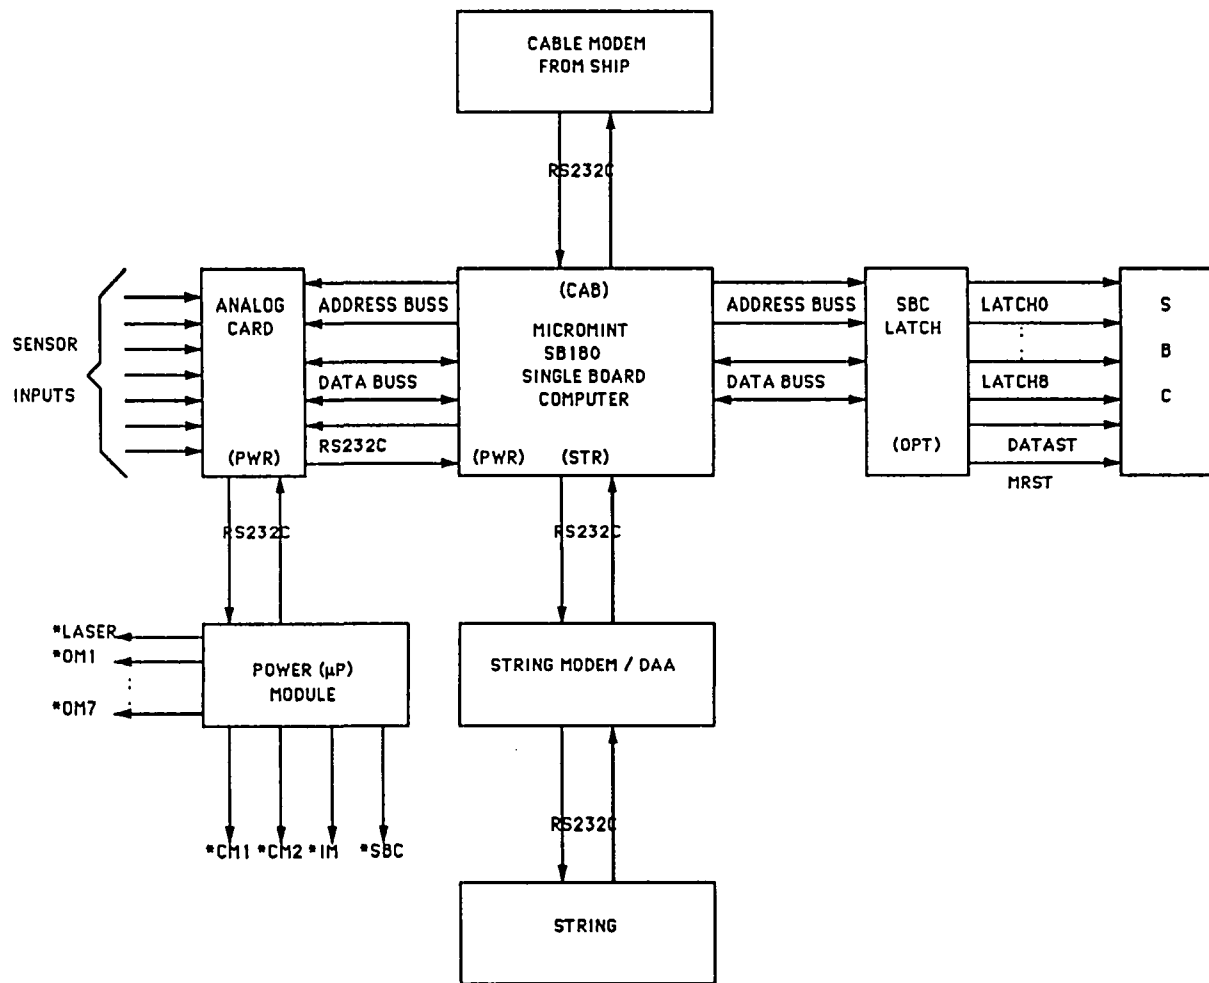 CABLE MODEM
FROM SHIP
RS232C
SENSOR
INPUTS
ANALOG
CARD
(PWR)
ADDRESS BUSS
DATA BUSS
RS232C
(CAB)
MICROMINT
SB180
SINGLE BOARD
COMPUTER
(PWR) (STR)
ADDRESS BUSS
DATA BUSS
SBC
LATCH
(OPT)
LATCH0
LATCH8
DATAST
MRST
S
B
C
RS232C
RS232C
*LASER
*OM1
*OM7
POWER (µP)
MODULE
STRING MODEM / DAA
*CM1 *CM2 *IM *SBC
RS232C
STRING